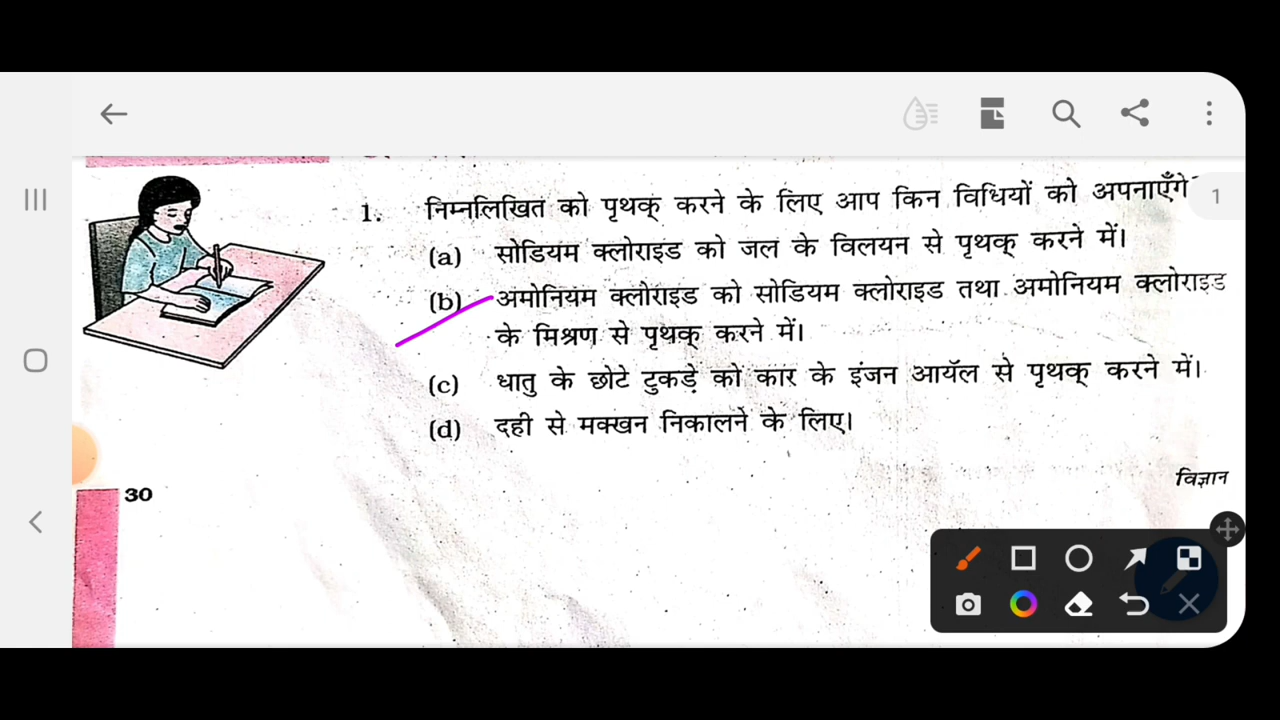 1
1. निम्नलिखित को पृथक् करने के लिए आप किन विधियों को अपनाएँगे
(a) सोडियम क्लोराइड को जल के विलयन से पृथक् करने में।
(b) अमोनियम क्लोराइड को सोडियम क्लोराइड तथा अमोनियम क्लोराइड
के मिश्रण से पृथक् करने में।
(c) धातु के छोटे टुकड़े को कार के इंजन आयॅल से पृथक् करने में।
(d) दही से मक्खन निकालने के लिए।
विज्ञान
30